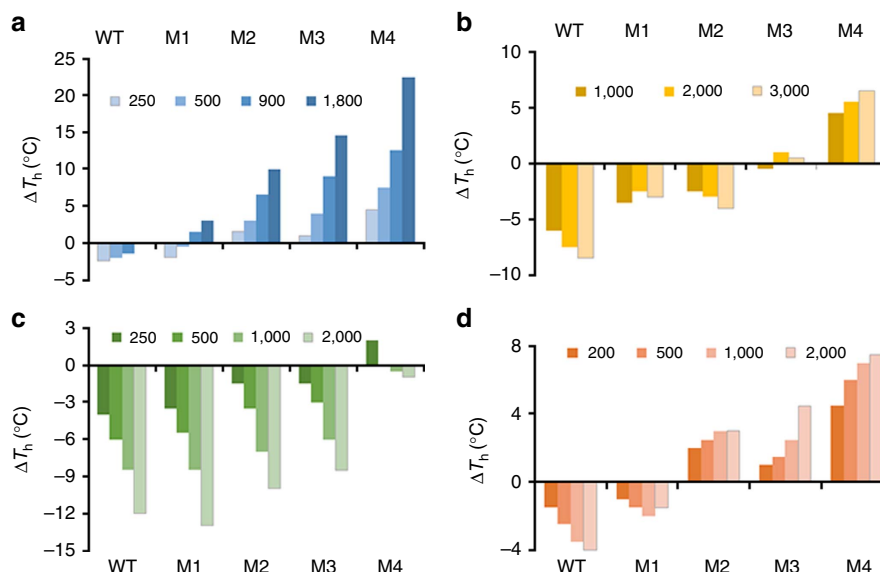 a
WT M1 M2 M3 M4
25
20
15
10
5
0
−5
ΔTh (°C)
250 500 900 1,800
b
WT M1 M2 M3 M4
10
5
0
−5
−10
ΔTh (°C)
1,000 2,000 3,000
c
3
0
−3
−6
−9
−12
−15
ΔTh (°C)
250 500 1,000 2,000
WT M1 M2 M3 M4
d
8
4
0
−4
ΔTh (°C)
200 500 1,000 2,000
WT M1 M2 M3 M4